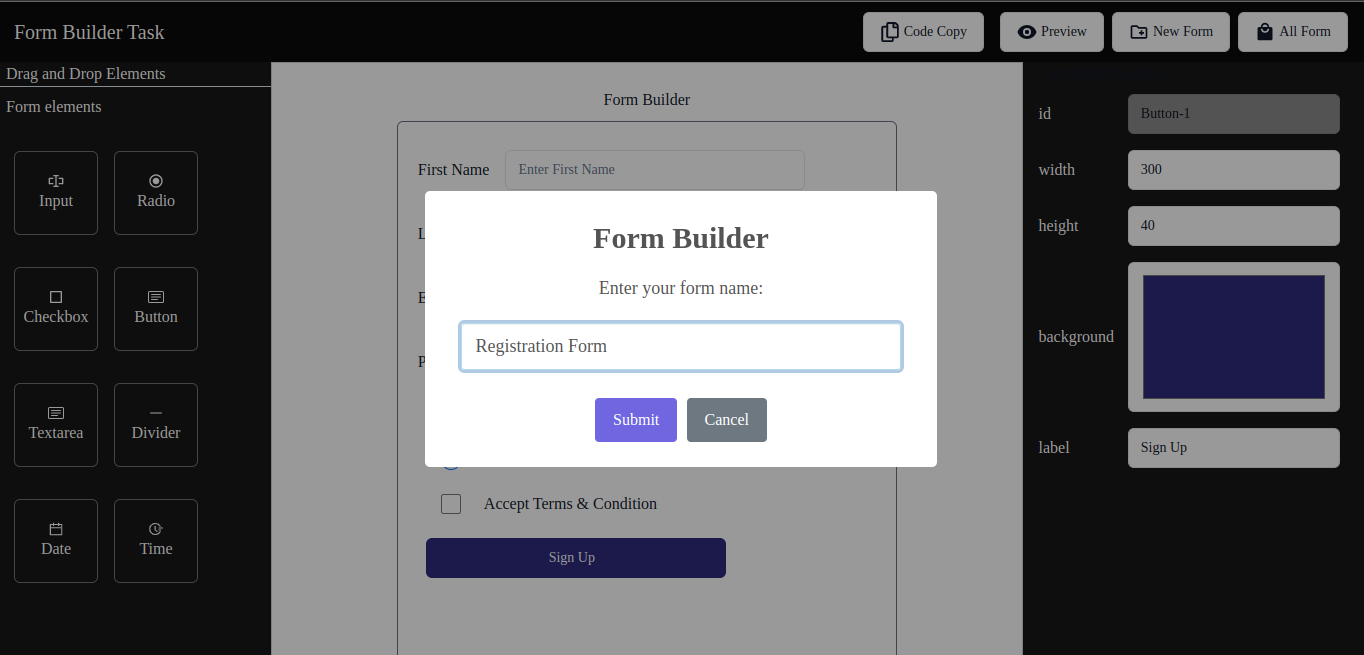 Form Builder Task
Code Copy
Preview
New Form
All Form
Drag and Drop Elements
Form elements
Input
Radio
Checkbox
Button
Textarea
Divider
Date
Time
Form Builder
First Name
Enter First Name
L
E
P
Form Builder
Enter your form name:
Registration Form
Submit
Cancel
Accept Terms & Condition
Sign Up
id
Button-1
width
300
height
40
background
label
Sign Up